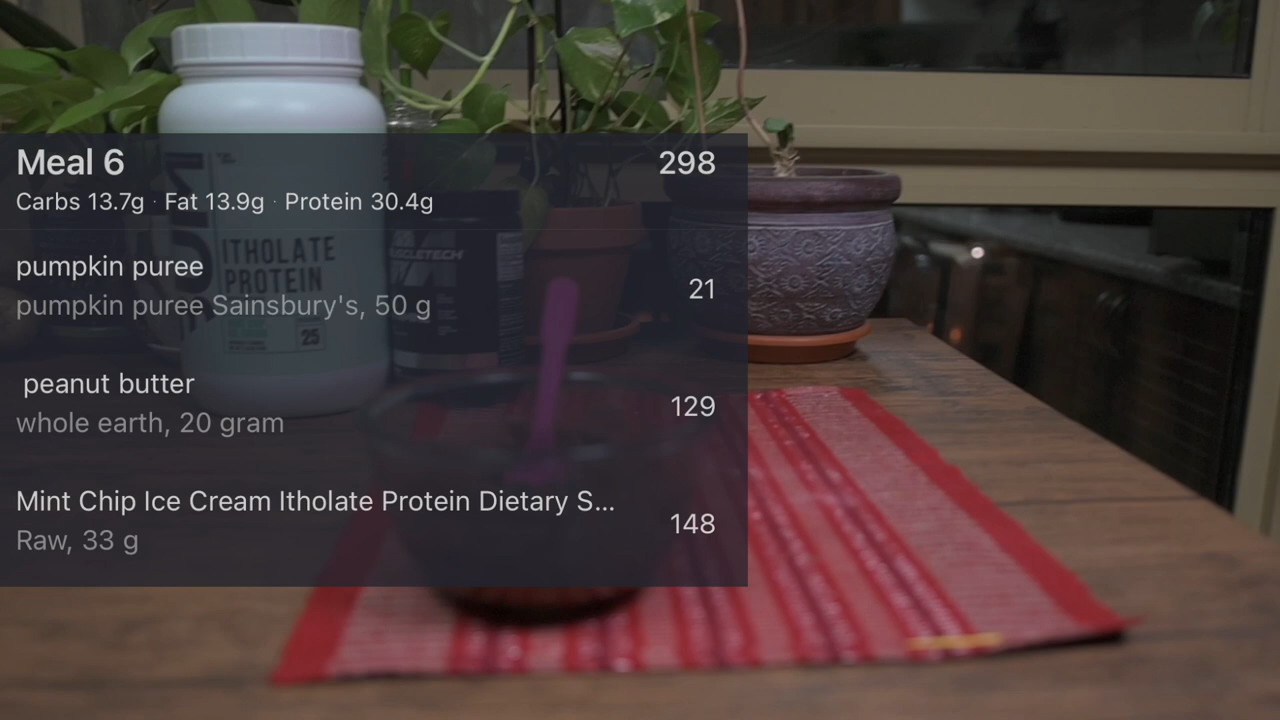 Meal 6
298
Carbs 13.7g · Fat 13.9g · Protein 30.4g
pumpkin puree
pumpkin puree Sainsbury's, 50 g
21
peanut butter
whole earth, 20 gram
129
Mint Chip Ice Cream Itholate Protein Dietary S...
Raw, 33 g
148
ITHOLATE
PROTEIN
25
MUSCLETECH